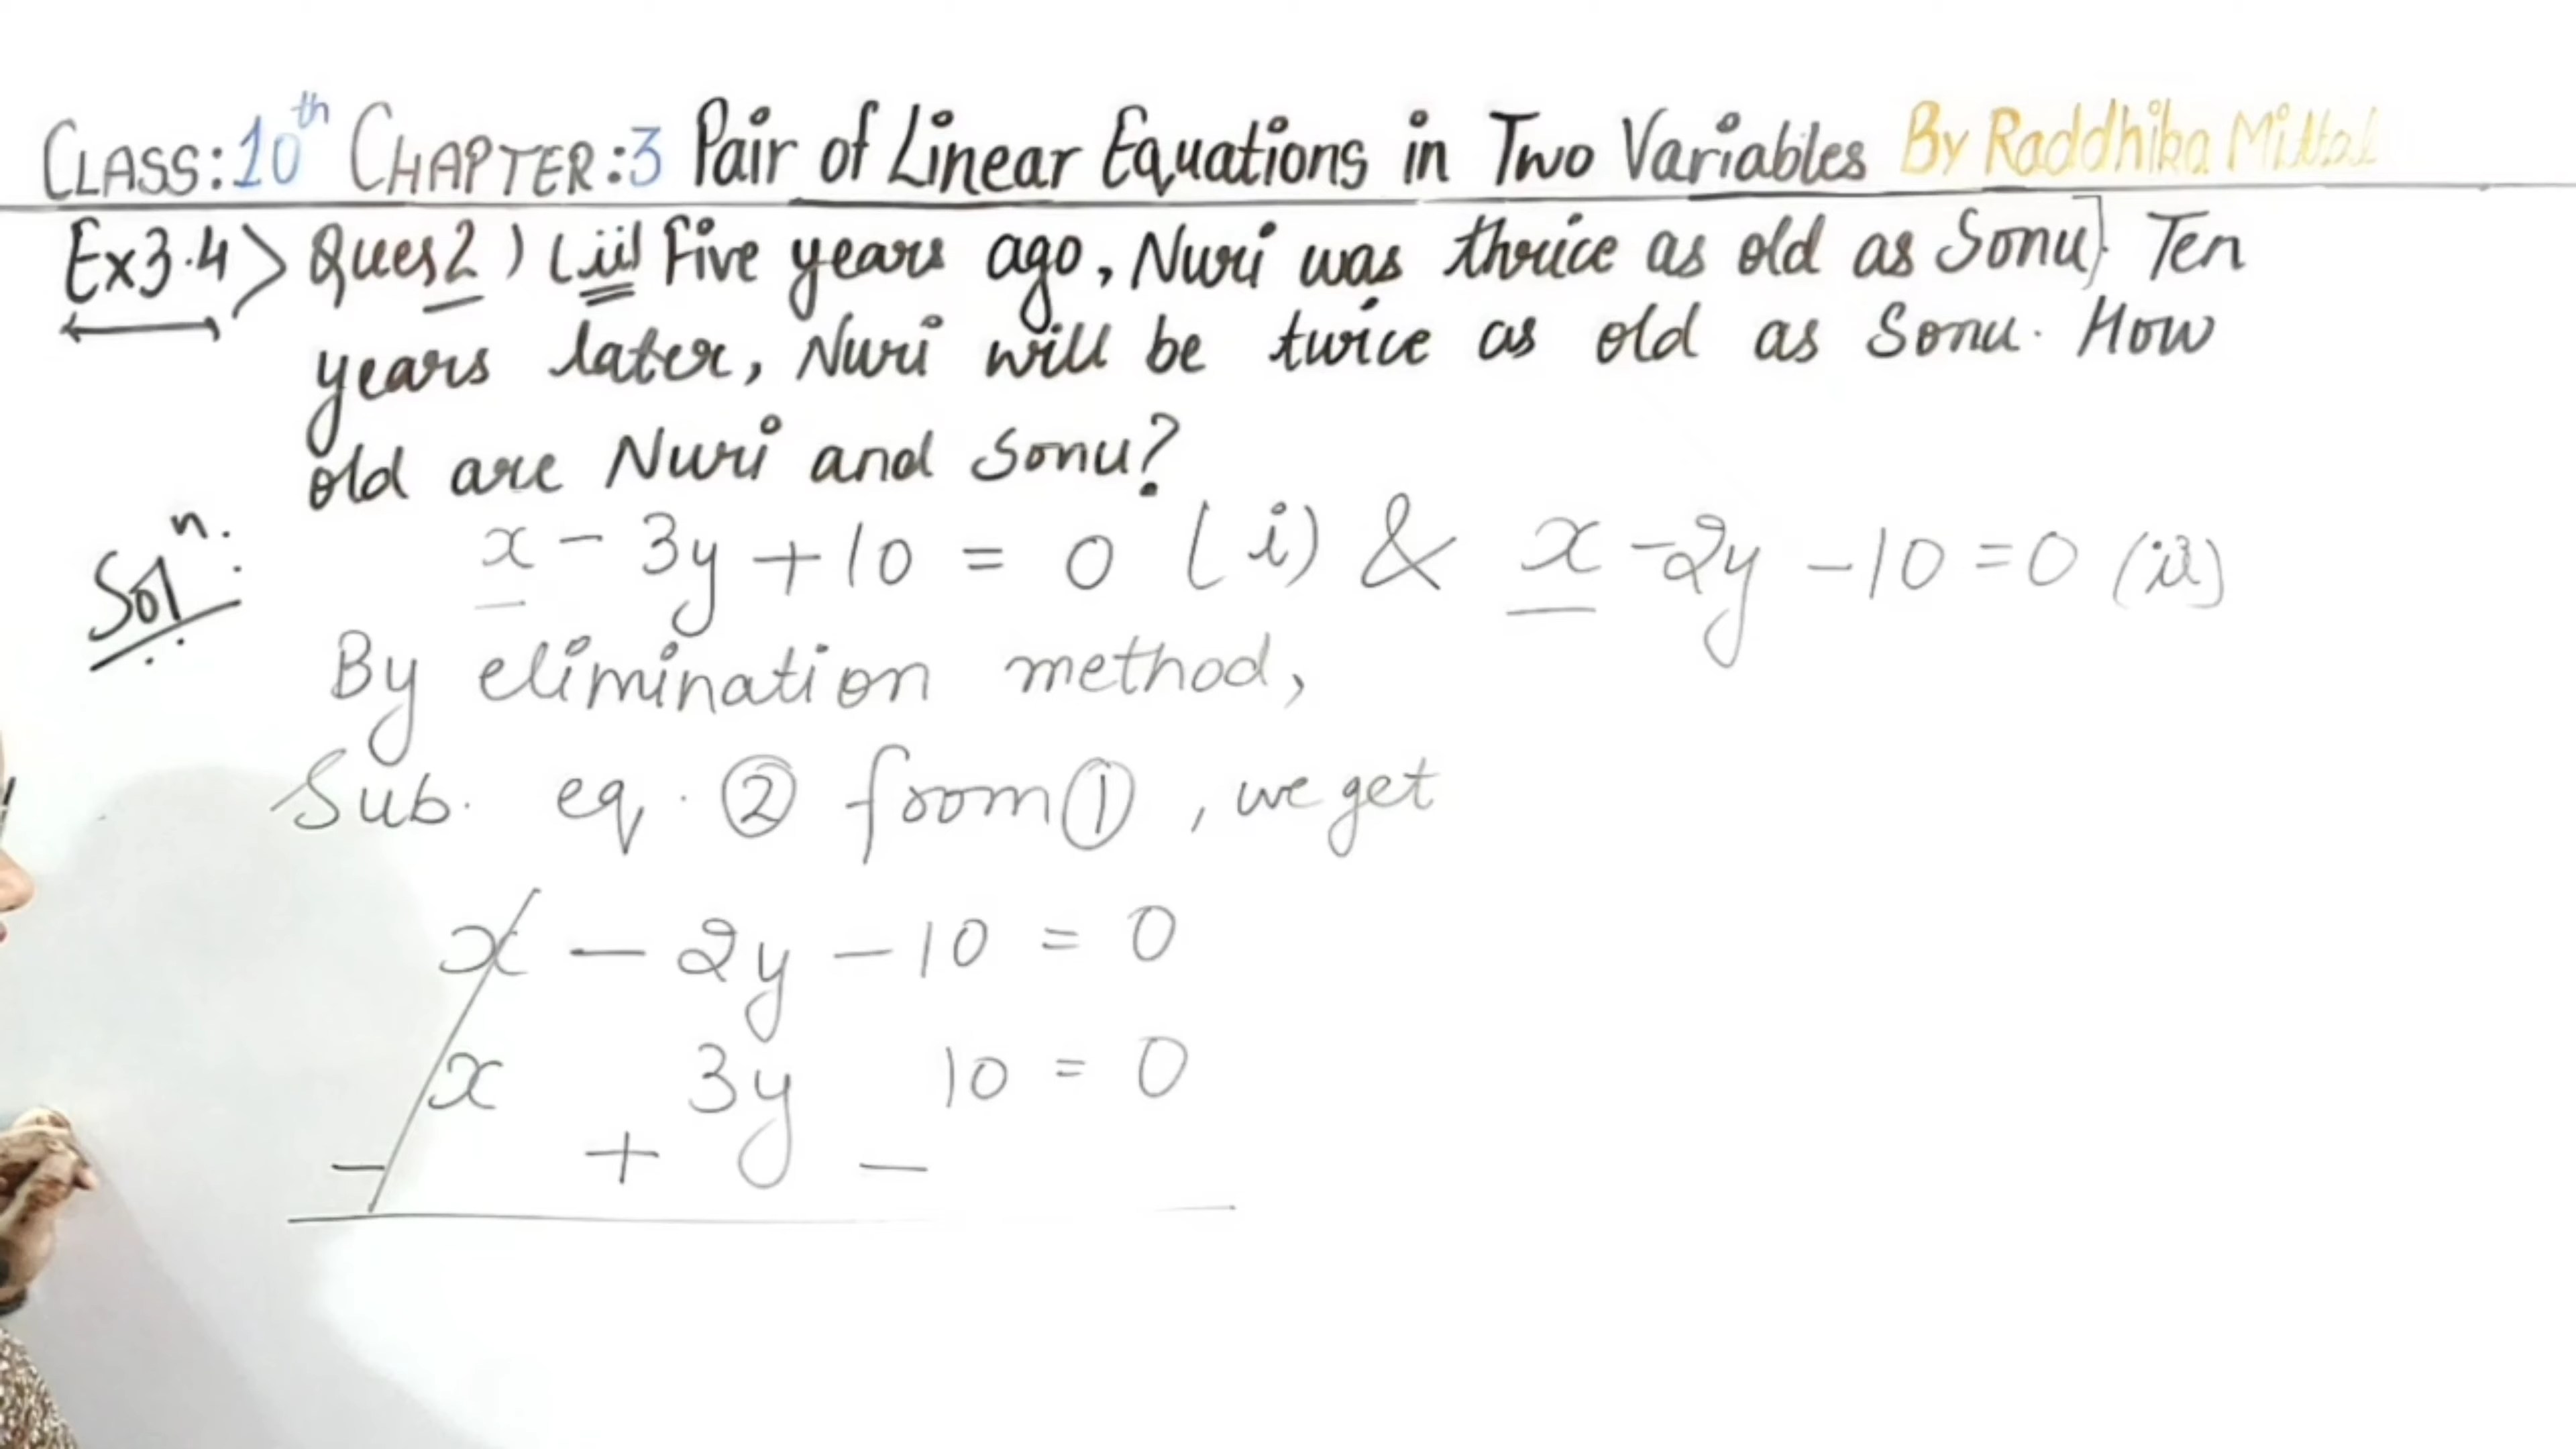 CLASS:10th CHAPTER:3 Pair of Linear Equations in Two Variables By Raddhika Mittal
Ex3.4> Ques2) (ii) Five years ago, Nuri was thrice as old as Sonu]. Ten
years later, Nuri will be twice as old as Sonu. How
old are Nuri and Sonu?
Solⁿ.: x - 3y + 10 = 0 (i) & x - 2y - 10 = 0 (ii)
By elimination method,
Sub. eq. ② from ①, we get
x - 2y - 10 = 0
x 3y 10 = 0
- + -